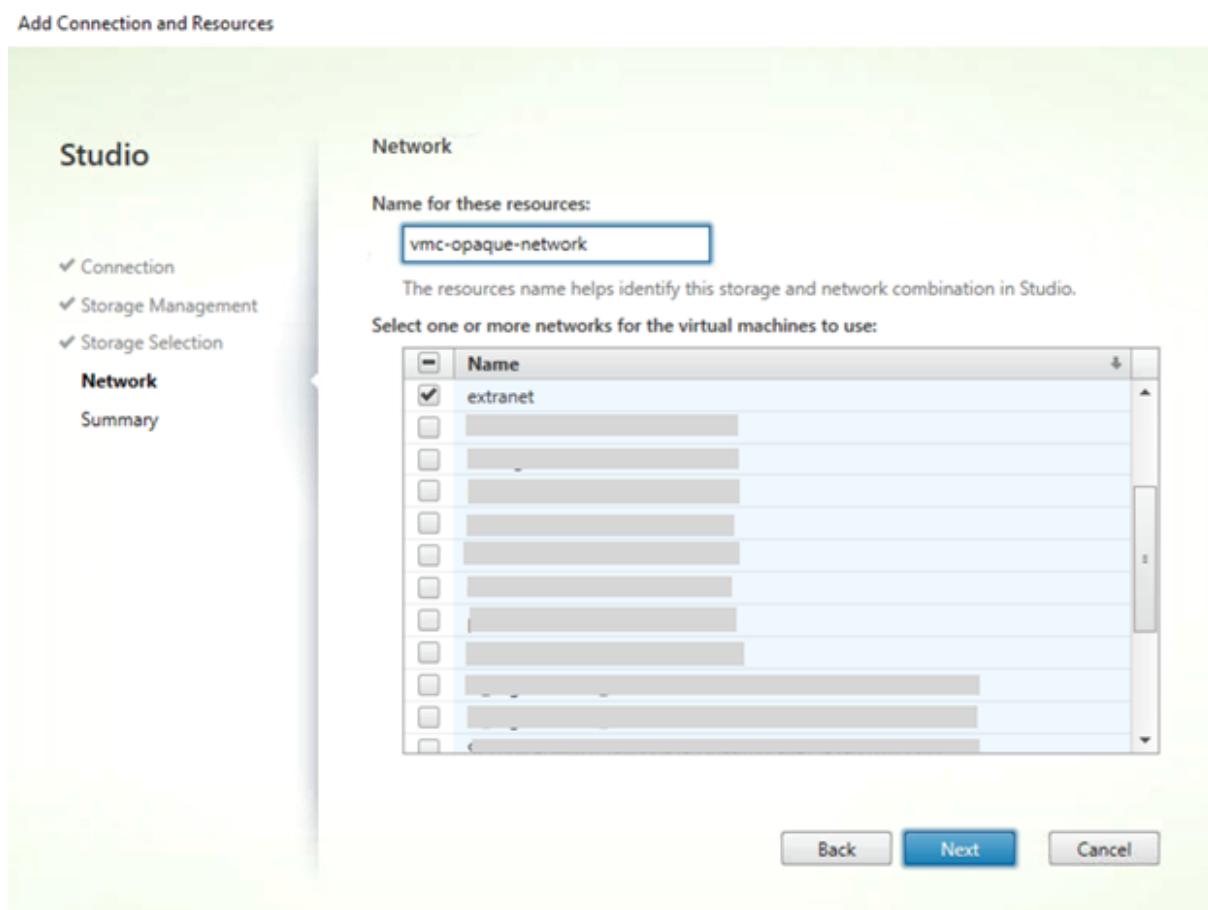 Add Connection and Resources
Studio
Connection
Storage Management
Storage Selection
Network
Summary
Network
Name for these resources:
vmc-opaque-network
The resources name helps identify this storage and network combination in Studio.
Select one or more networks for the virtual machines to use:
Name
extranet
Back
Next
Cancel